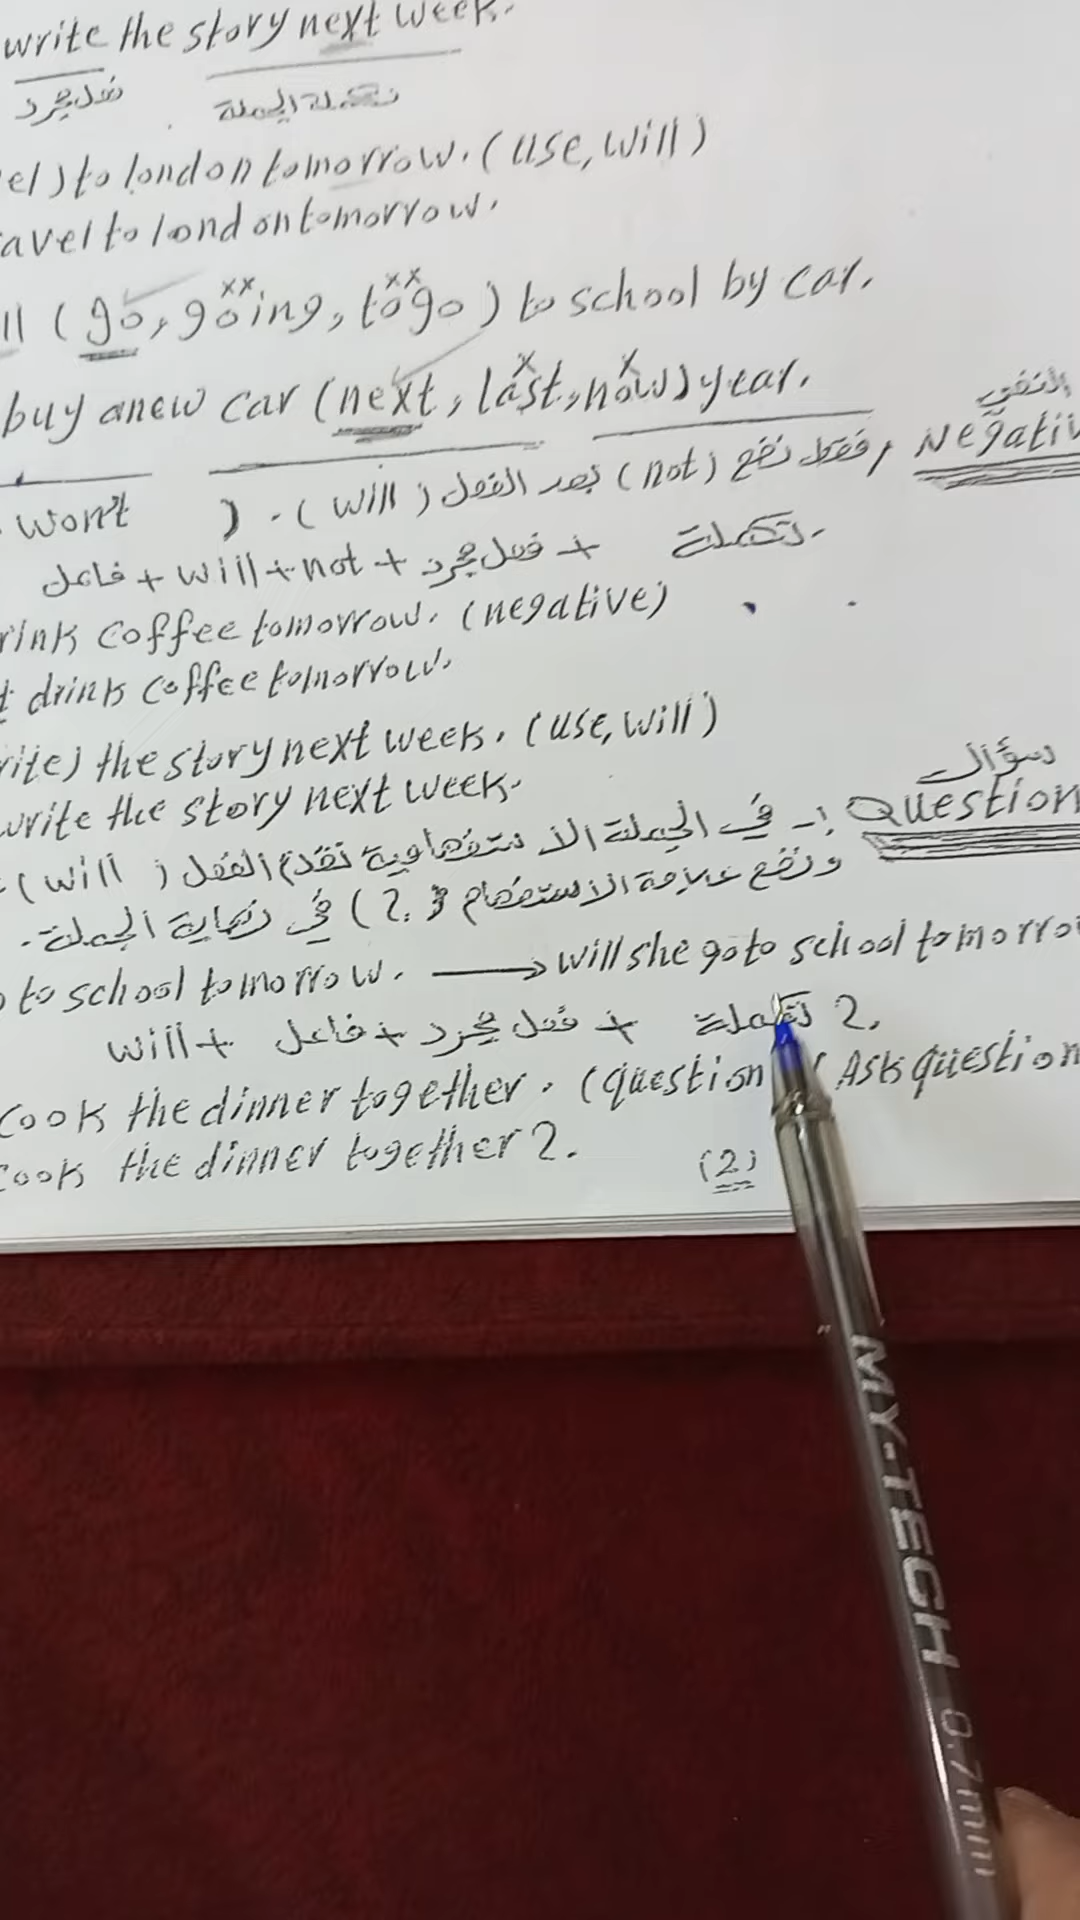 write the story next week.
فعل مجرد تكملة الجملة
el) to london tomorrow. (use, will)
avel to london tomorrow.
ll (go, going, to go) to school by car.
buy a new car (next, last, now) year.
النفي
Negativ
, فقط نضع (not) بعد الفعل (will) . ( won't
فاعل + will + not + فعل مجرد + تكملة.
rink coffee tomorrow. (negative)
t drink coffee tomorrow.
rite) the story next week. (use, will)
write the story next week.
سؤال
Question
:- في الجملة الاستفهامية نقدم الفعل (will)
ونضع علامة الاستفهام (?) في نهاية الجملة.
o to school tomorrow. → will she go to school tomorro
will + فاعل + فعل مجرد + تكملة ?.
cook the dinner together. (question / Ask question
cook the dinner together ?.
(2)
MY-TECH 0.7mm